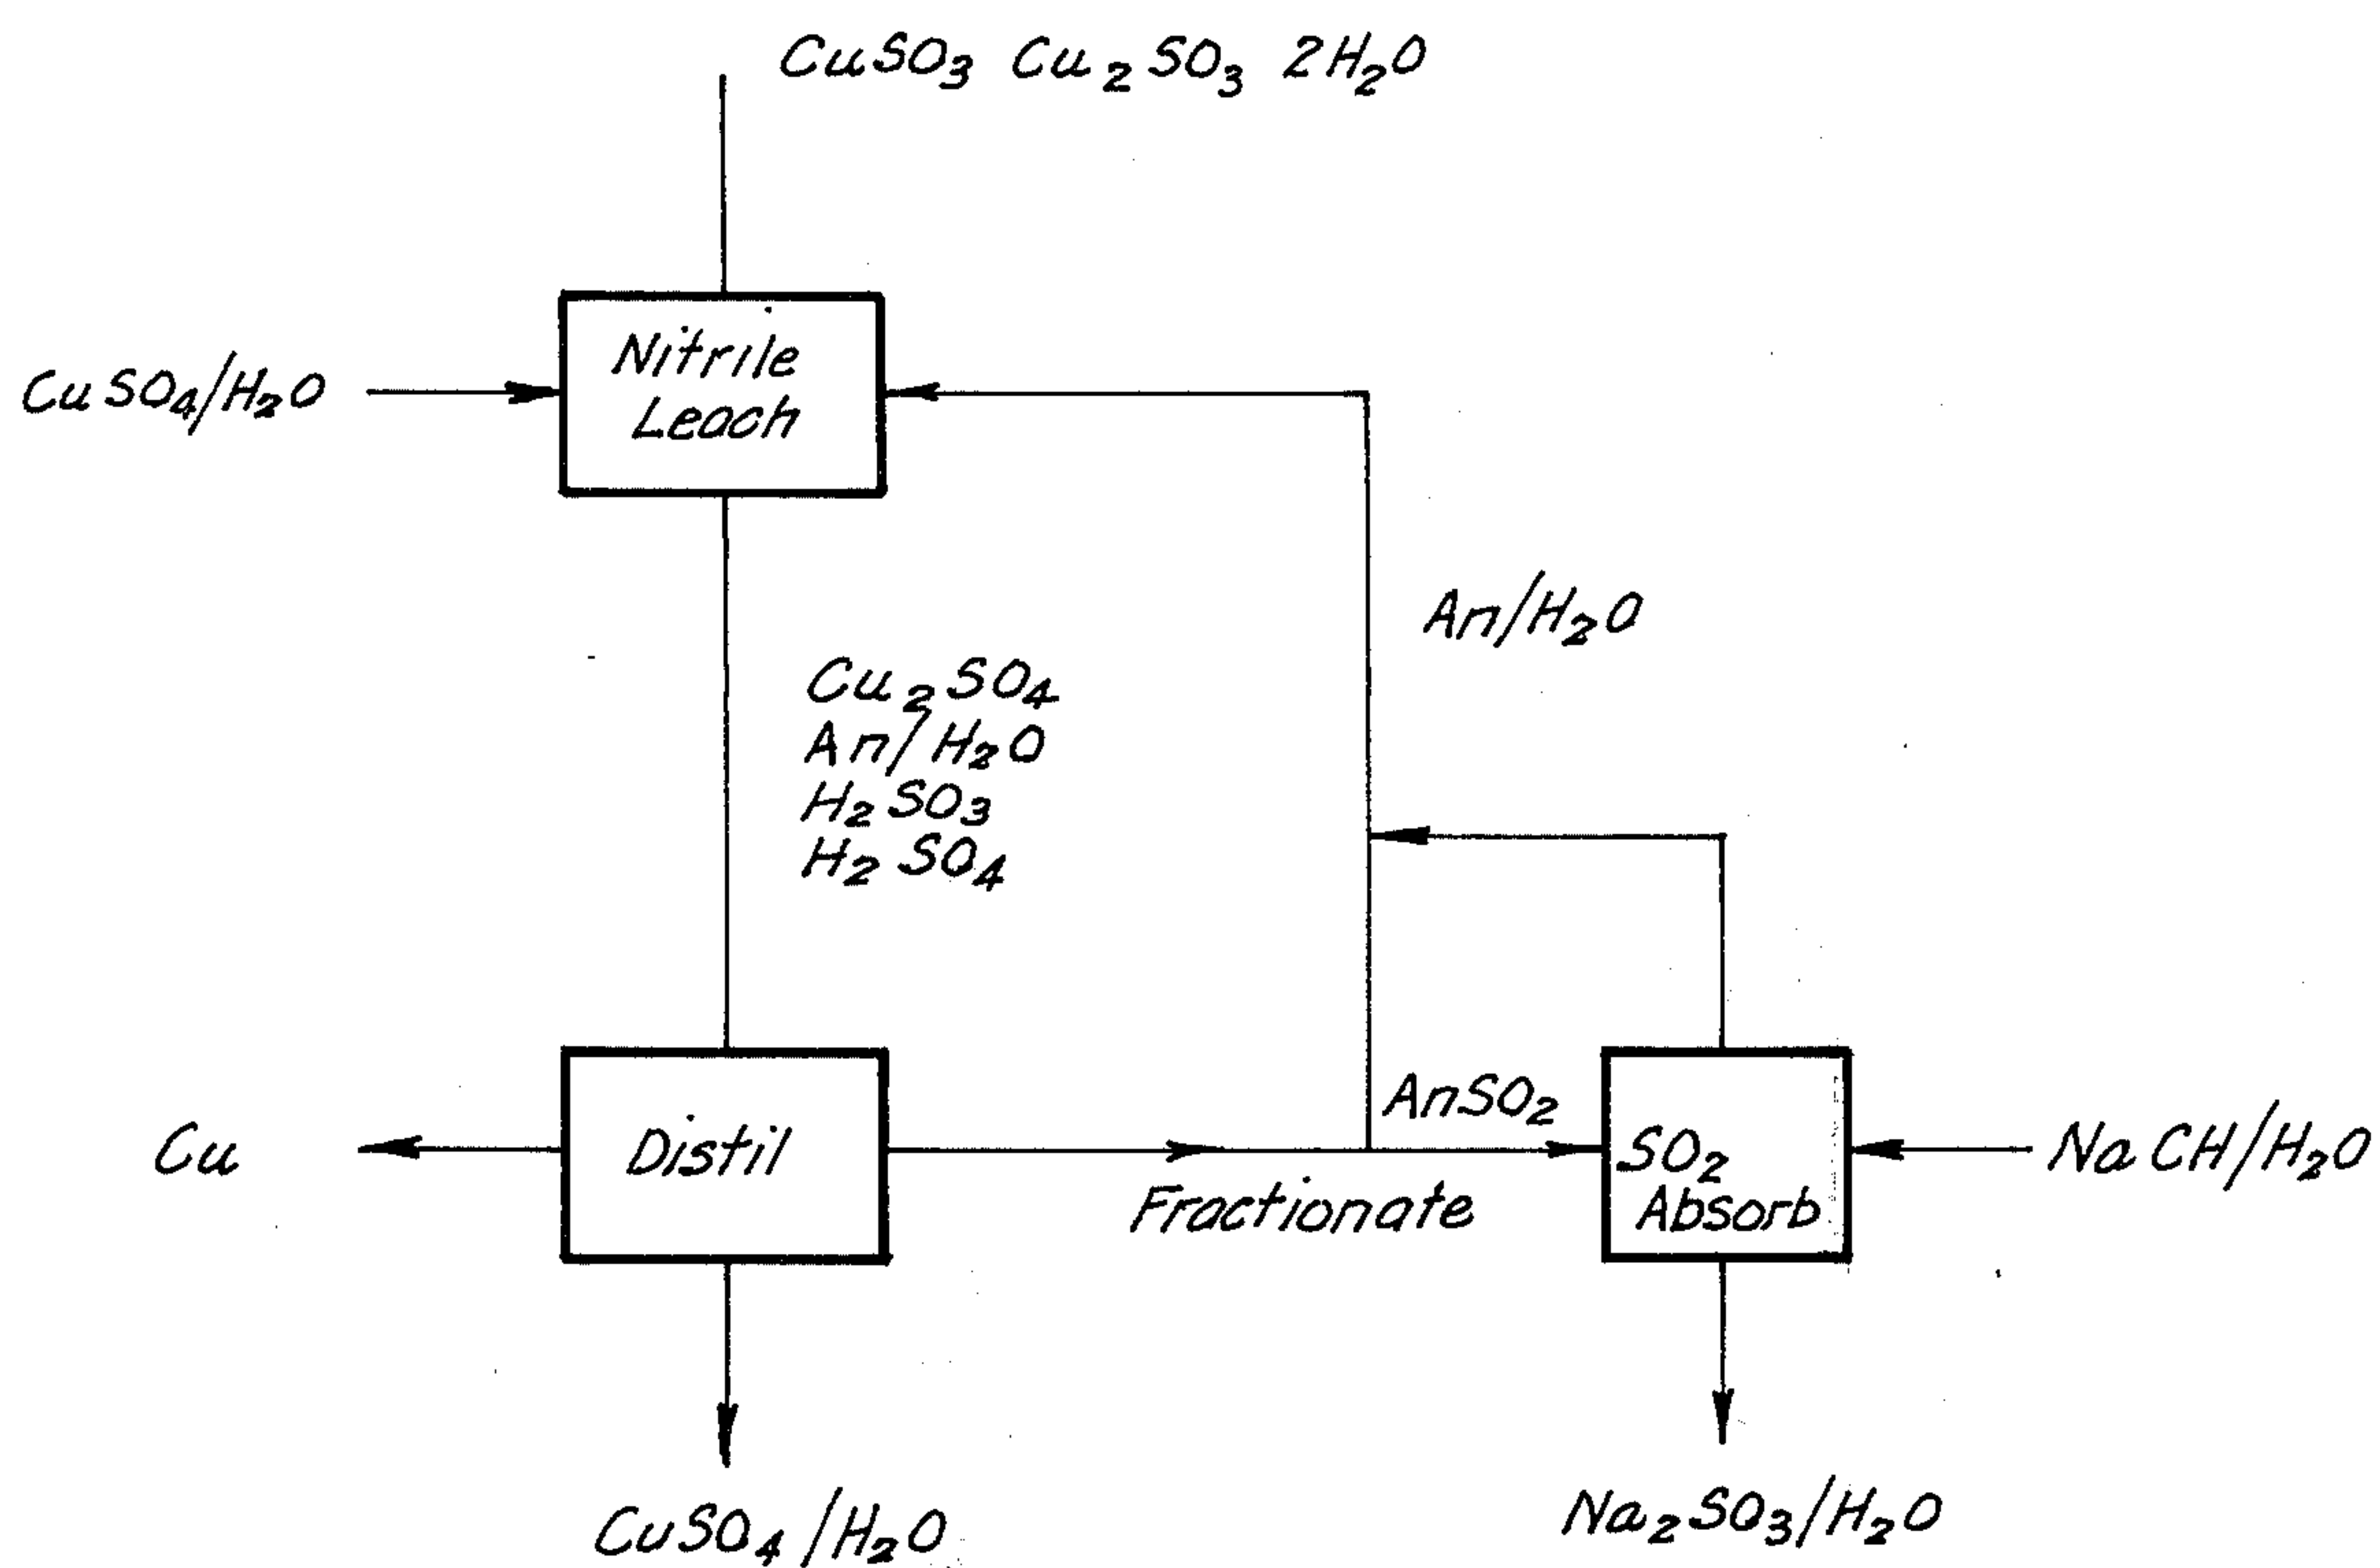 CuSO₃ Cu₂SO₃ 2H₂O
Nitrile
Leach
CuSO₄/H₂O
An/H₂O
Cu₂SO₄
An/H₂O
H₂SO₃
H₂SO₄
AnSO₂
Cu
Distil
Fractionate
SO₂
Absorb
NaCH/H₂O
CuSO₄/H₂O
Na₂SO₃/H₂O